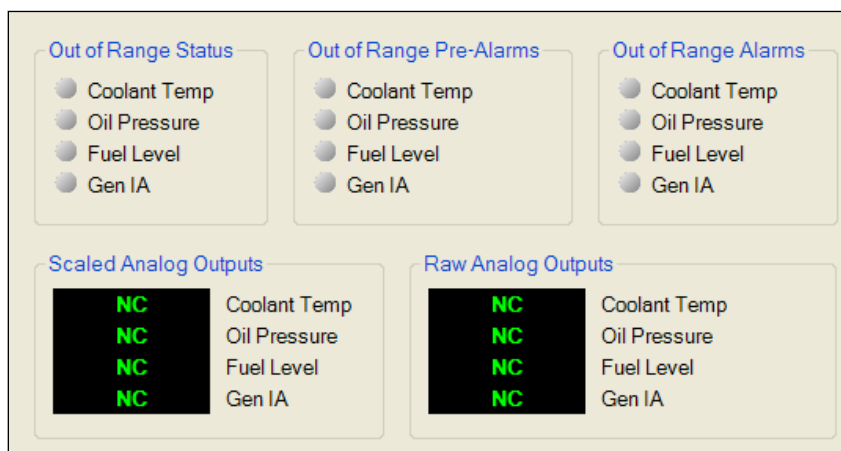 Out of Range Status
Coolant Temp
Oil Pressure
Fuel Level
Gen IA
Out of Range Pre-Alarms
Coolant Temp
Oil Pressure
Fuel Level
Gen IA
Out of Range Alarms
Coolant Temp
Oil Pressure
Fuel Level
Gen IA
Scaled Analog Outputs
NC Coolant Temp
NC Oil Pressure
NC Fuel Level
NC Gen IA
Raw Analog Outputs
NC Coolant Temp
NC Oil Pressure
NC Fuel Level
NC Gen IA